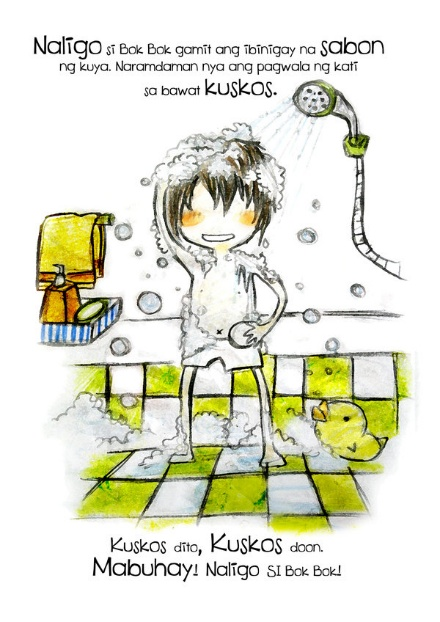 Naligo si Bok Bok gamit ang ibinigay na sabon
ng kuya. Naramdaman nya ang pagwala ng kati
sa bawat kuskos.
Kuskos dito, Kuskos doon.
Mabuhay! Naligo SI Bok Bok!